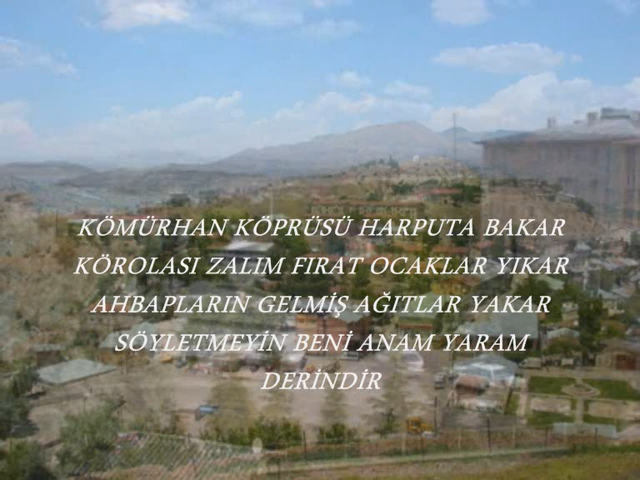 KÖMÜRHAN KÖPRÜSÜ HARPUTA BAKAR
KÖROLASI ZALIM FIRAT OCAKLAR YIKAR
AHBAPLARIN GELMİŞ AĞITLAR YAKAR
SÖYLETMEYİN BENİ ANAM YARAM
DERİNDİR